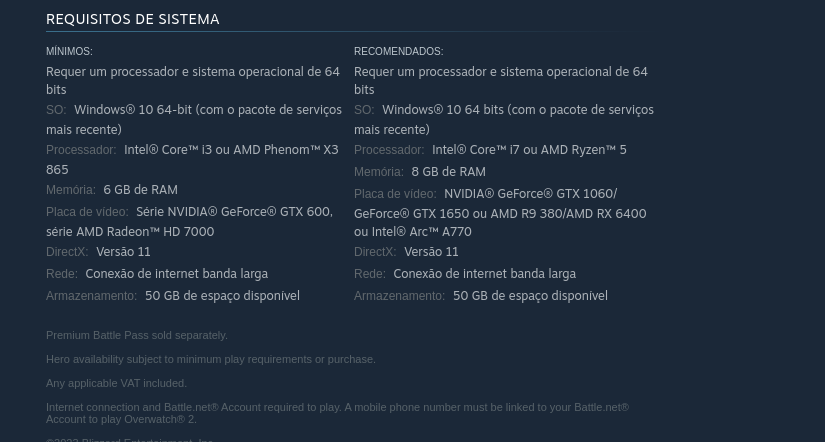 REQUISITOS DE SISTEMA
MÍNIMOS:
Requer um processador e sistema operacional de 64
bits
SO: Windows® 10 64-bit (com o pacote de serviços
mais recente)
Processador: Intel® Core™ i3 ou AMD Phenom™ X3
865
Memória: 6 GB de RAM
Placa de vídeo: Série NVIDIA® GeForce® GTX 600,
série AMD Radeon™ HD 7000
DirectX: Versão 11
Rede: Conexão de internet banda larga
Armazenamento: 50 GB de espaço disponível
RECOMENDADOS:
Requer um processador e sistema operacional de 64
bits
SO: Windows® 10 64 bits (com o pacote de serviços
mais recente)
Processador: Intel® Core™ i7 ou AMD Ryzen™ 5
Memória: 8 GB de RAM
Placa de vídeo: NVIDIA® GeForce® GTX 1060/
GeForce® GTX 1650 ou AMD R9 380/AMD RX 6400
ou Intel® Arc™ A770
DirectX: Versão 11
Rede: Conexão de internet banda larga
Armazenamento: 50 GB de espaço disponível
Premium Battle Pass sold separately.
Hero availability subject to minimum play requirements or purchase.
Any applicable VAT included.
Internet connection and Battle.net® Account required to play. A mobile phone number must be linked to your Battle.net®
Account to play Overwatch® 2.